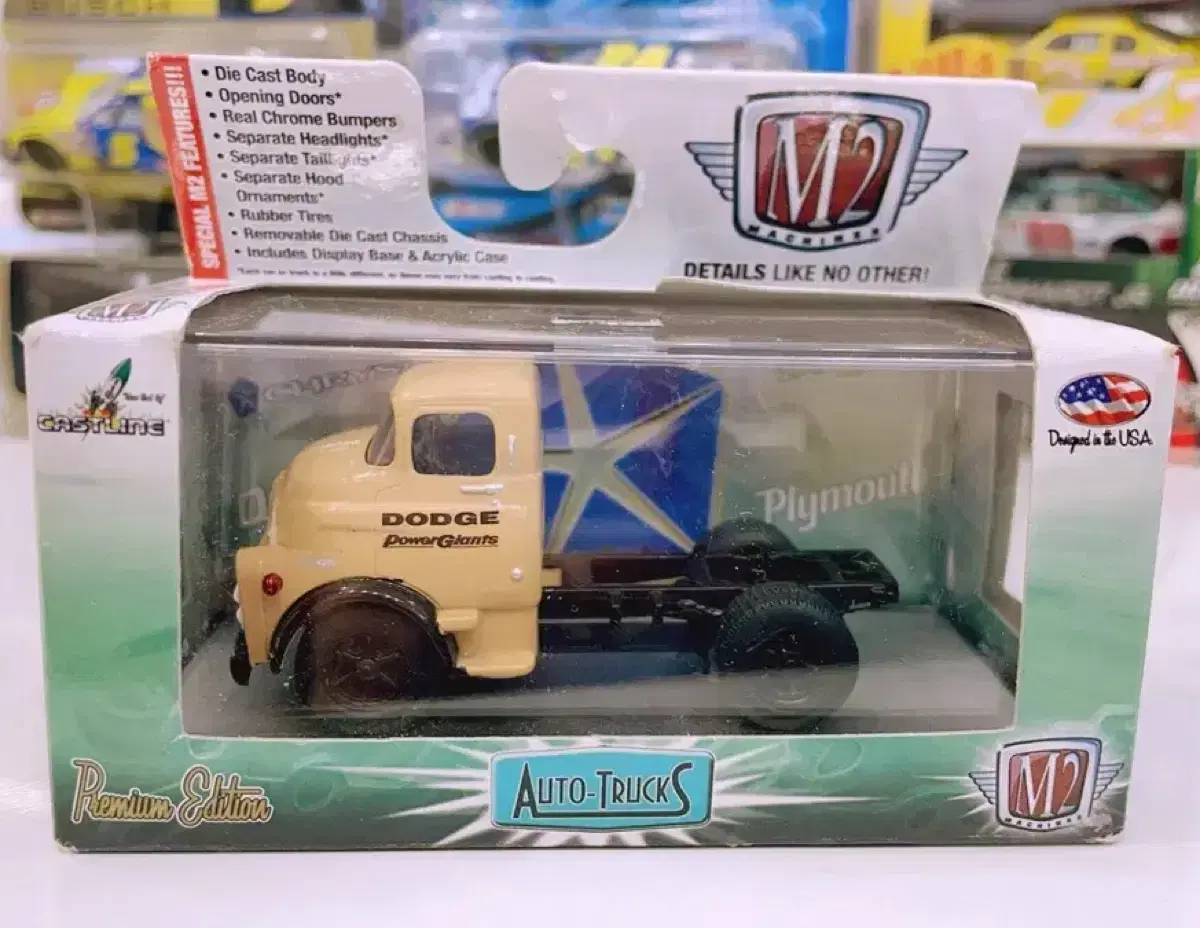 SPECIAL M2 FEATURES!!!
• Die Cast Body
• Opening Doors*
• Real Chrome Bumpers
• Separate Headlights*
• Separate Taillights*
• Separate Hood
Ornaments*
• Rubber Tires
• Removable Die Cast Chassis
• Includes Display Base & Acrylic Case
M2
MACHINES
DETAILS LIKE NO OTHER!
CASTLINE
Designed in the USA
Plymouth
DODGE
PowerGiants
Premium Edition
AUTO-TRUCKS
M2
MACHINES